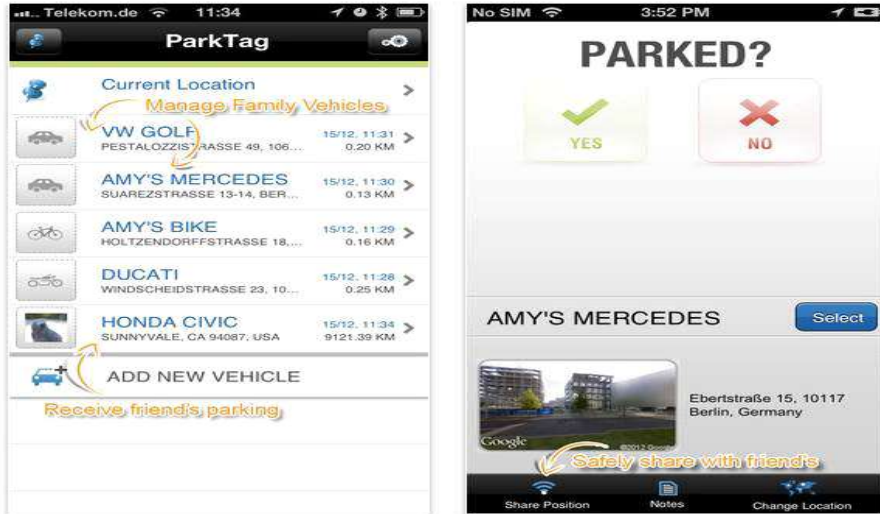 Telekom.de 11:34
ParkTag
Current Location
Manage Family Vehicles
VW GOLF 15/12, 11:31
PESTALOZZISTRASSE 49, 106... 0.20 KM
AMY'S MERCEDES 15/12, 11:30
SUAREZSTRASSE 13-14, BER... 0.13 KM
AMY'S BIKE 15/12, 11:29
HOLTZENDORFFSTRASSE 18,... 0.16 KM
DUCATI 15/12, 11:28
WINDSCHEIDSTRASSE 23, 10... 0.25 KM
HONDA CIVIC 15/12, 11:34
SUNNYVALE, CA 94087, USA 9121.39 KM
ADD NEW VEHICLE
Receive friend's parking
No SIM 3:52 PM
PARKED?
YES NO
AMY'S MERCEDES Select
Ebertstraße 15, 10117
Berlin, Germany
Google ©2012 Google
Safely share with friend's
Share Position Notes Change Location